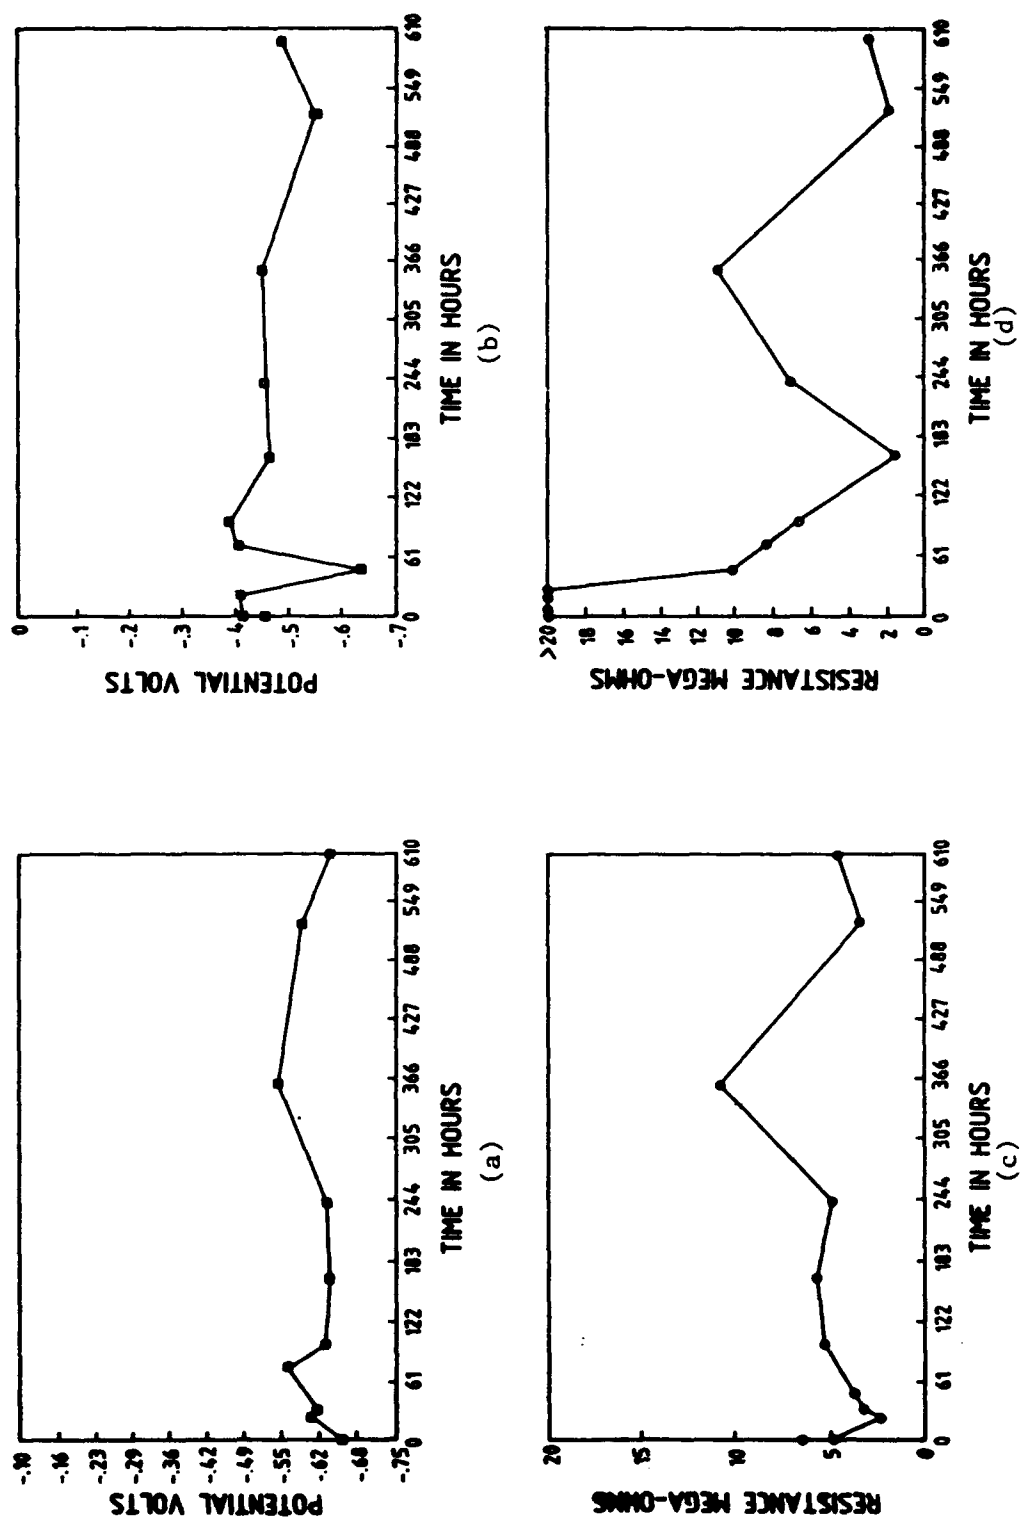 -.10
-.16
-.23
-.29
-.36
-.42
-.49
-.55
-.62
-.68
-.75
POTENTIAL VOLTS
0 61 122 183 244 305 366 427 488 549 610
TIME IN HOURS
(a)
0
-.1
-.2
-.3
-.4
-.5
-.6
-.7
POTENTIAL VOLTS
0 61 122 183 244 305 366 427 488 549 610
TIME IN HOURS
(b)
20
15
10
5
0
RESISTANCE MEGA-OHMS
0 61 122 183 244 305 366 427 488 549 610
TIME IN HOURS
(c)
>20
18
16
14
12
10
8
6
4
2
0
RESISTANCE MEGA-OHMS
0 61 122 183 244 305 366 427 488 549 610
TIME IN HOURS
(d)